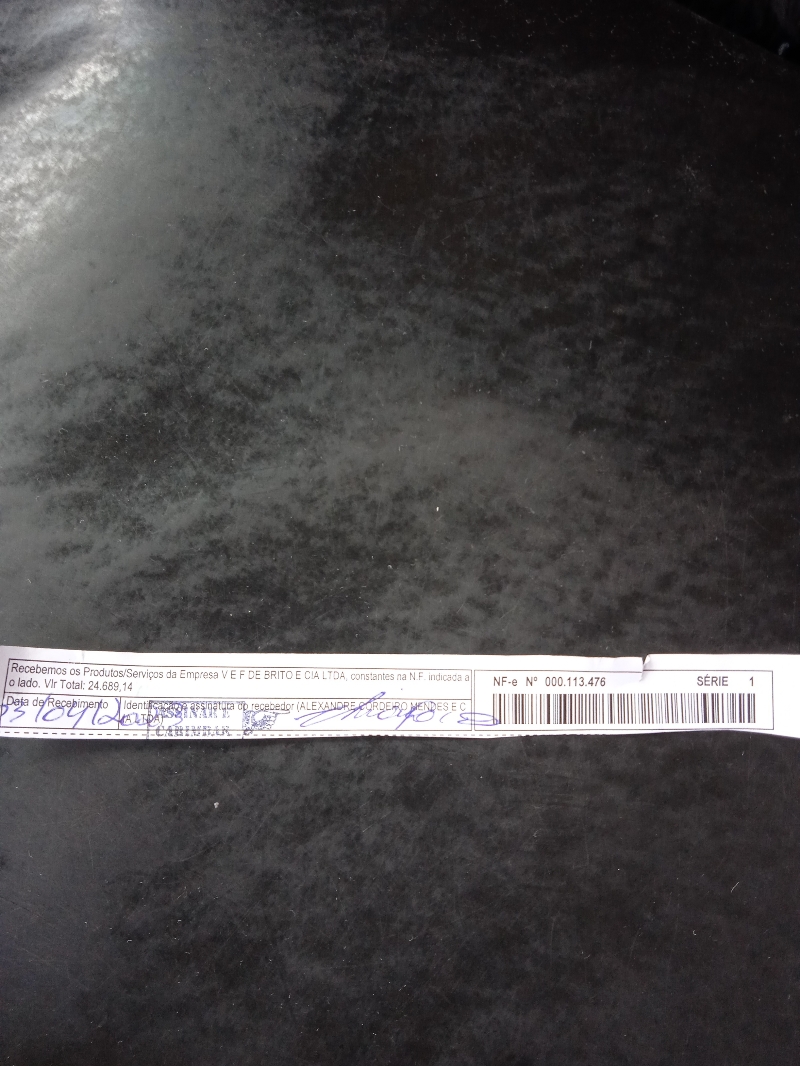 Recebemos os Produtos/Serviços da Empresa V E F DE BRITO E CIA LTDA, constantes na N.F. indicada a
o lado. Vlr Total: 24.689,14
Data de Recebimento
Identificação e assinatura do recebedor (ALEXANDRE CORDEIRO MENDES E C
IA LTDA)
ASSINAR E
CARIMBAR
NF-e Nº 000.113.476 SÉRIE 1